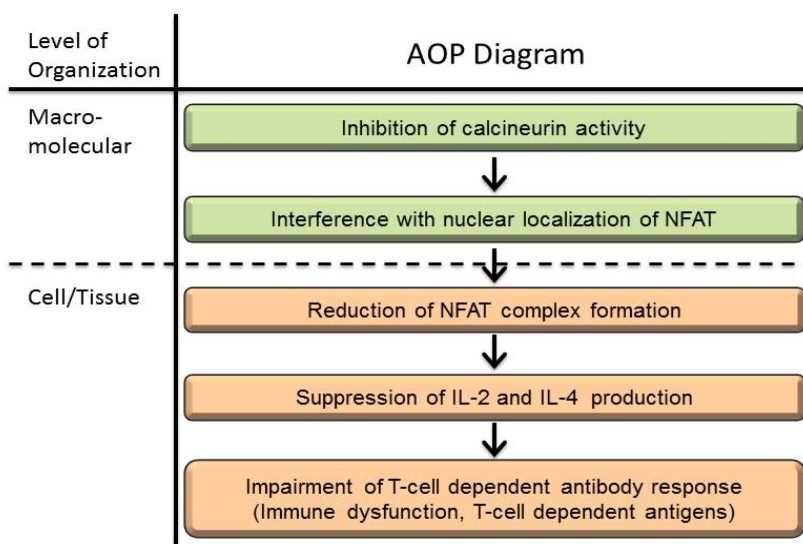 Level of
Organization
AOP Diagram
Macro-
molecular
Inhibition of calcineurin activity
Interference with nuclear localization of NFAT
Cell/Tissue
Reduction of NFAT complex formation
Suppression of IL-2 and IL-4 production
Impairment of T-cell dependent antibody response
(Immune dysfunction, T-cell dependent antigens)